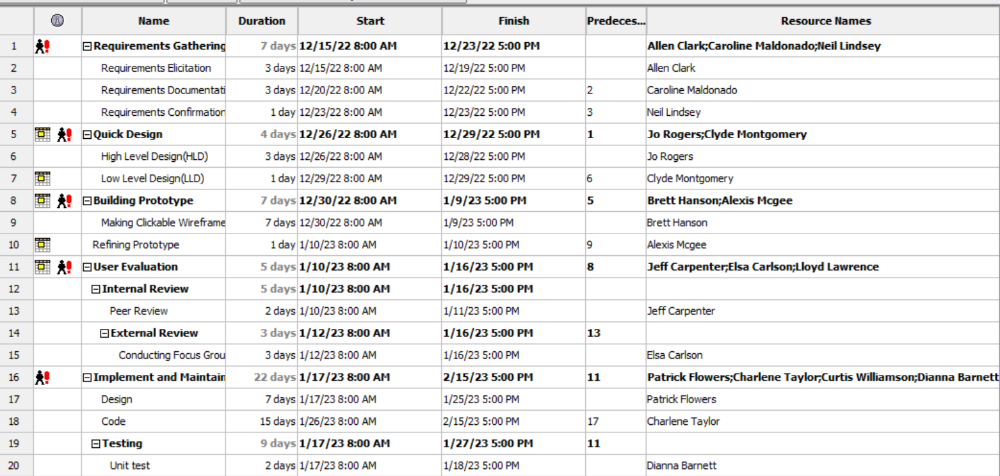 Name Duration Start Finish Predeces... Resource Names
1 Requirements Gathering 7 days 12/15/22 8:00 AM 12/23/22 5:00 PM Allen Clark;Caroline Maldonado;Neil Lindsey
2 Requirements Elicitation 3 days 12/15/22 8:00 AM 12/19/22 5:00 PM Allen Clark
3 Requirements Documentati 3 days 12/20/22 8:00 AM 12/22/22 5:00 PM 2 Caroline Maldonado
4 Requirements Confirmation 1 day 12/23/22 8:00 AM 12/23/22 5:00 PM 3 Neil Lindsey
5 Quick Design 4 days 12/26/22 8:00 AM 12/29/22 5:00 PM 1 Jo Rogers;Clyde Montgomery
6 High Level Design(HLD) 3 days 12/26/22 8:00 AM 12/28/22 5:00 PM Jo Rogers
7 Low Level Design(LLD) 1 day 12/29/22 8:00 AM 12/29/22 5:00 PM 6 Clyde Montgomery
8 Building Prototype 7 days 12/30/22 8:00 AM 1/9/23 5:00 PM 5 Brett Hanson;Alexis Mcgee
9 Making Clickable Wireframe 7 days 12/30/22 8:00 AM 1/9/23 5:00 PM Brett Hanson
10 Refining Prototype 1 day 1/10/23 8:00 AM 1/10/23 5:00 PM 9 Alexis Mcgee
11 User Evaluation 5 days 1/10/23 8:00 AM 1/16/23 5:00 PM 8 Jeff Carpenter;Elsa Carlson;Lloyd Lawrence
12 Internal Review 5 days 1/10/23 8:00 AM 1/16/23 5:00 PM
13 Peer Review 2 days 1/10/23 8:00 AM 1/11/23 5:00 PM Jeff Carpenter
14 External Review 3 days 1/12/23 8:00 AM 1/16/23 5:00 PM 13
15 Conducting Focus Grou 3 days 1/12/23 8:00 AM 1/16/23 5:00 PM Elsa Carlson
16 Implement and Maintain 22 days 1/17/23 8:00 AM 2/15/23 5:00 PM 11 Patrick Flowers;Charlene Taylor;Curtis Williamson;Dianna Barnett
17 Design 7 days 1/17/23 8:00 AM 1/25/23 5:00 PM Patrick Flowers
18 Code 15 days 1/26/23 8:00 AM 2/15/23 5:00 PM 17 Charlene Taylor
19 Testing 9 days 1/17/23 8:00 AM 1/27/23 5:00 PM 11
20 Unit test 2 days 1/17/23 8:00 AM 1/18/23 5:00 PM Dianna Barnett